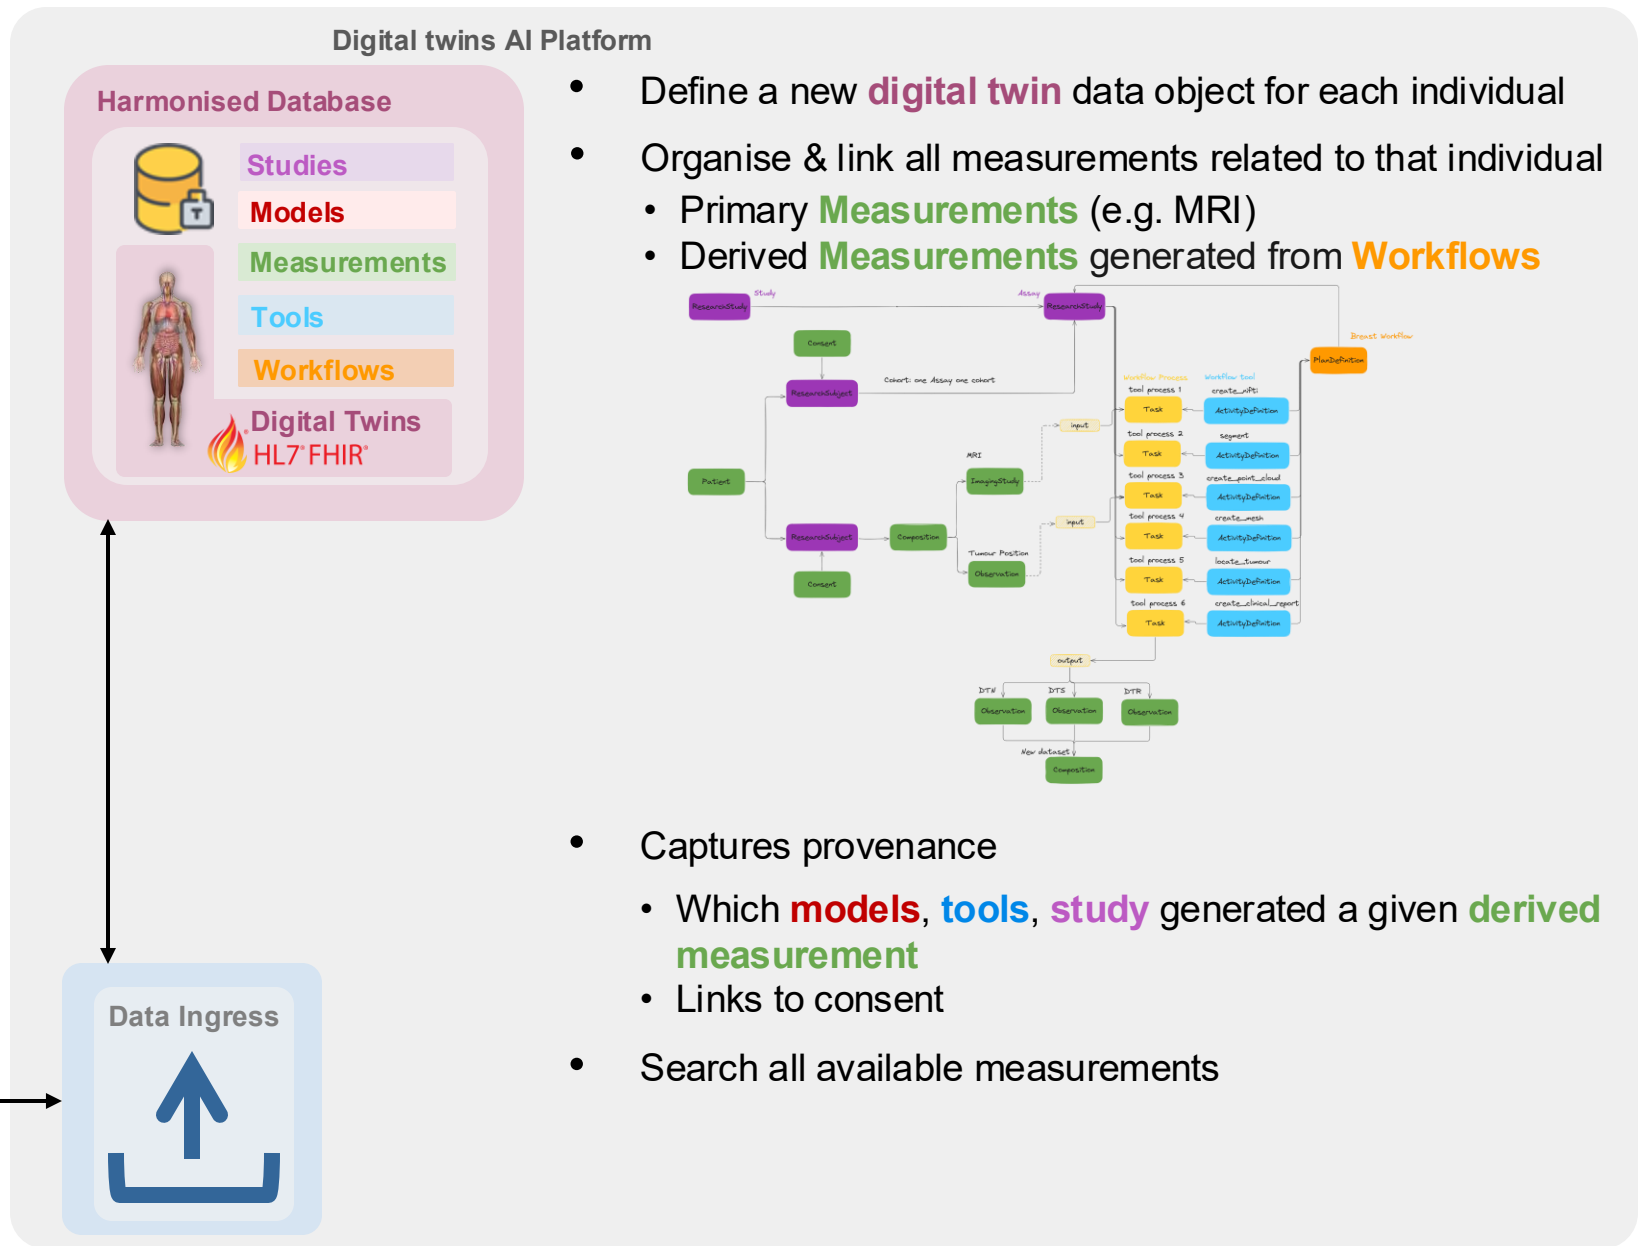 Digital twins AI Platform
Harmonised Database
Studies
Models
Measurements
Tools
Workflows
Digital Twins
HL7® FHIR®
Data Ingress
• Define a new digital twin data object for each individual
• Organise & link all measurements related to that individual
• Primary Measurements (e.g. MRI)
• Derived Measurements generated from Workflows
Study
Assay
ResearchStudy
ResearchStudy
Breast Workflow
PlanDefinition
Consent
ResearchSubject
Cohort: one Assay one cohort
Workflow Process
Workflow tool
tool process 1
create_nifti
Task
ActivityDefinition
input
tool process 2
segment
Task
ActivityDefinition
MRI
Patient
ImagingStudy
tool process 3
create_point_cloud
Task
ActivityDefinition
input
tool process 4
create_mesh
Task
ActivityDefinition
ResearchSubject
Composition
Tumour Position
Observation
Consent
tool process 5
locate_tumour
Task
ActivityDefinition
tool process 6
create_clinical_report
Task
ActivityDefinition
output
DTN
DTS
DTR
Observation
Observation
Observation
New dataset
Composition
• Captures provenance
• Which models, tools, study generated a given derived
measurement
• Links to consent
• Search all available measurements